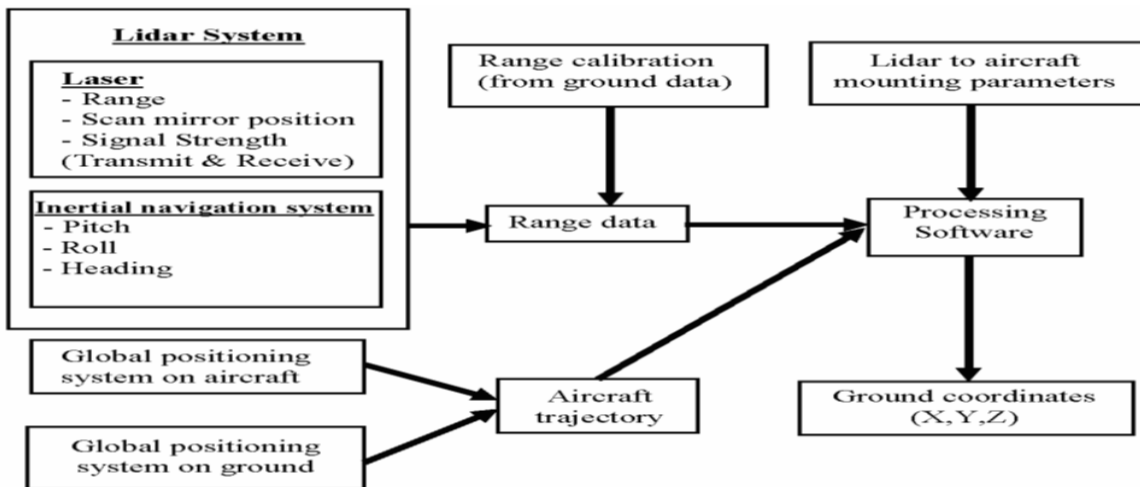 Lidar System
Laser
- Range
- Scan mirror position
- Signal Strength
(Transmit & Receive)
Inertial navigation system
- Pitch
- Roll
- Heading
Range calibration
(from ground data)
Lidar to aircraft
mounting parameters
Range data
Processing
Software
Global positioning
system on aircraft
Global positioning
system on ground
Aircraft
trajectory
Ground coordinates
(X,Y,Z)